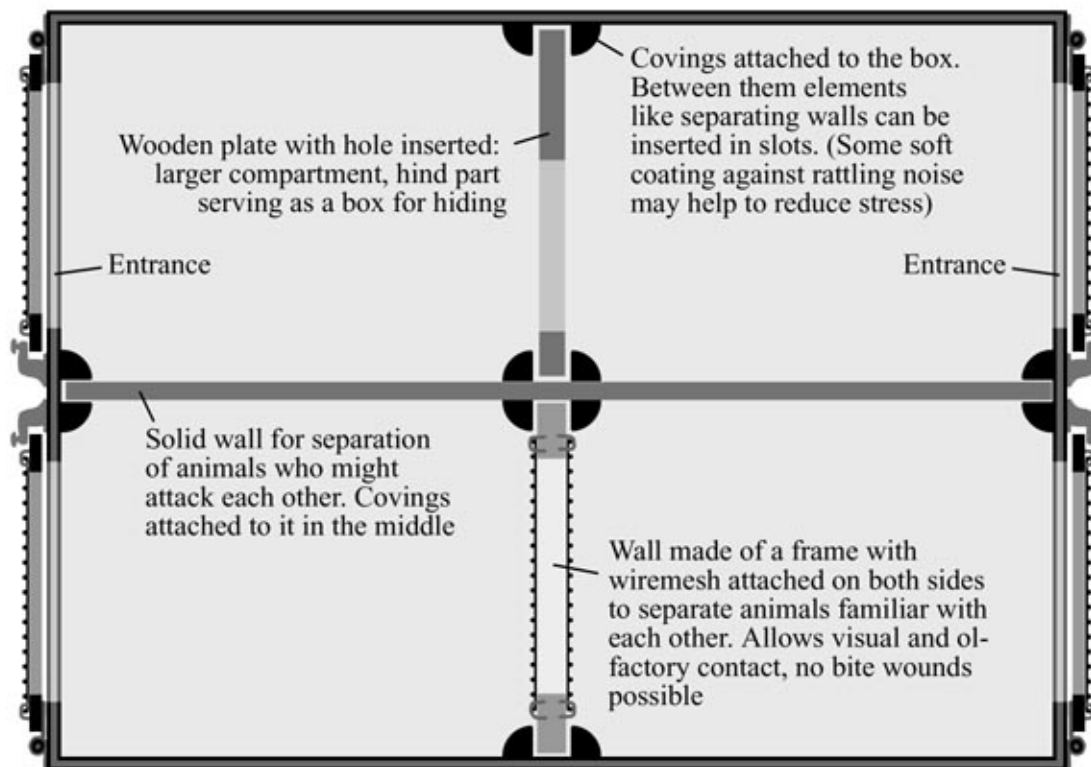 Covings attached to the box.
Between them elements
like separating walls can be
inserted in slots. (Some soft
coating against rattling noise
may help to reduce stress)
Wooden plate with hole inserted:
larger compartment, hind part
serving as a box for hiding
Entrance
Entrance
Solid wall for separation
of animals who might
attack each other. Covings
attached to it in the middle
Wall made of a frame with
wiremesh attached on both sides
to separate animals familiar with
each other. Allows visual and ol-
factory contact, no bite wounds
possible